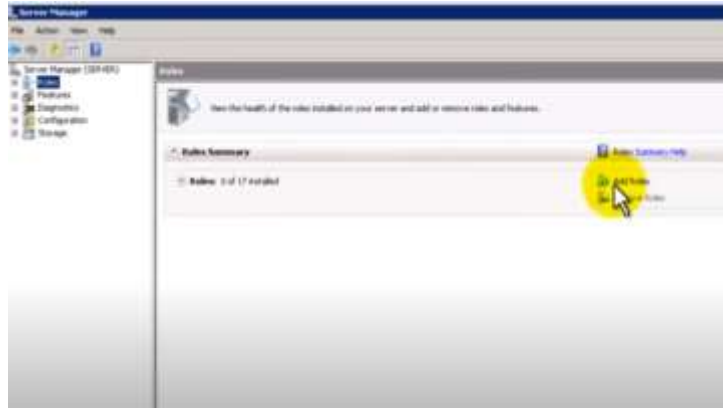 Server Manager
File Action View Help
Server Manager (SERVER)
Roles
Features
Diagnostics
Configuration
Storage
Roles
View the health of the roles installed on your server and add or remove roles and features.
Roles Summary
Roles Summary Help
Roles: 0 of 17 installed
Add Roles
Roles